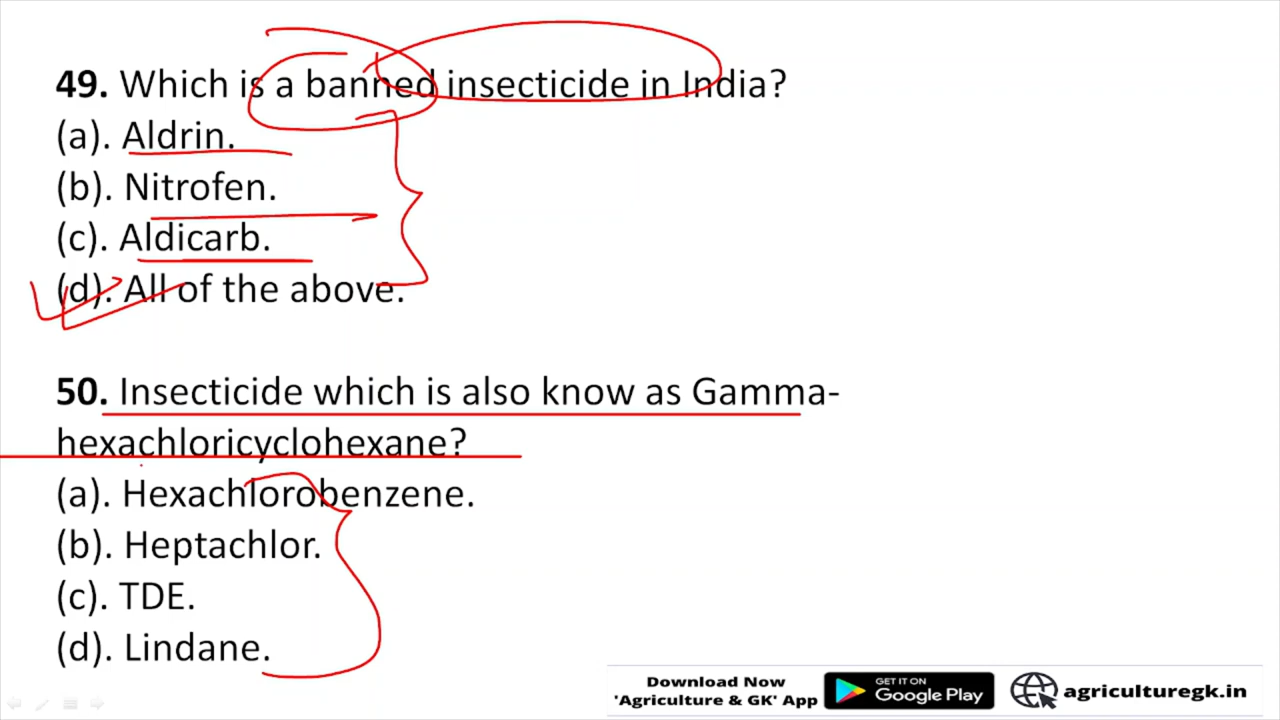 49. Which is a banned insecticide in India?
(a). Aldrin.
(b). Nitrofen.
(c). Aldicarb.
(d). All of the above.
50. Insecticide which is also know as Gamma-
hexachloricyclohexane?
(a). Hexachlorobenzene.
(b). Heptachlor.
(c). TDE.
(d). Lindane.
Download Now
'Agriculture & GK' App
GET IT ON
Google Play
agriculturegk.in